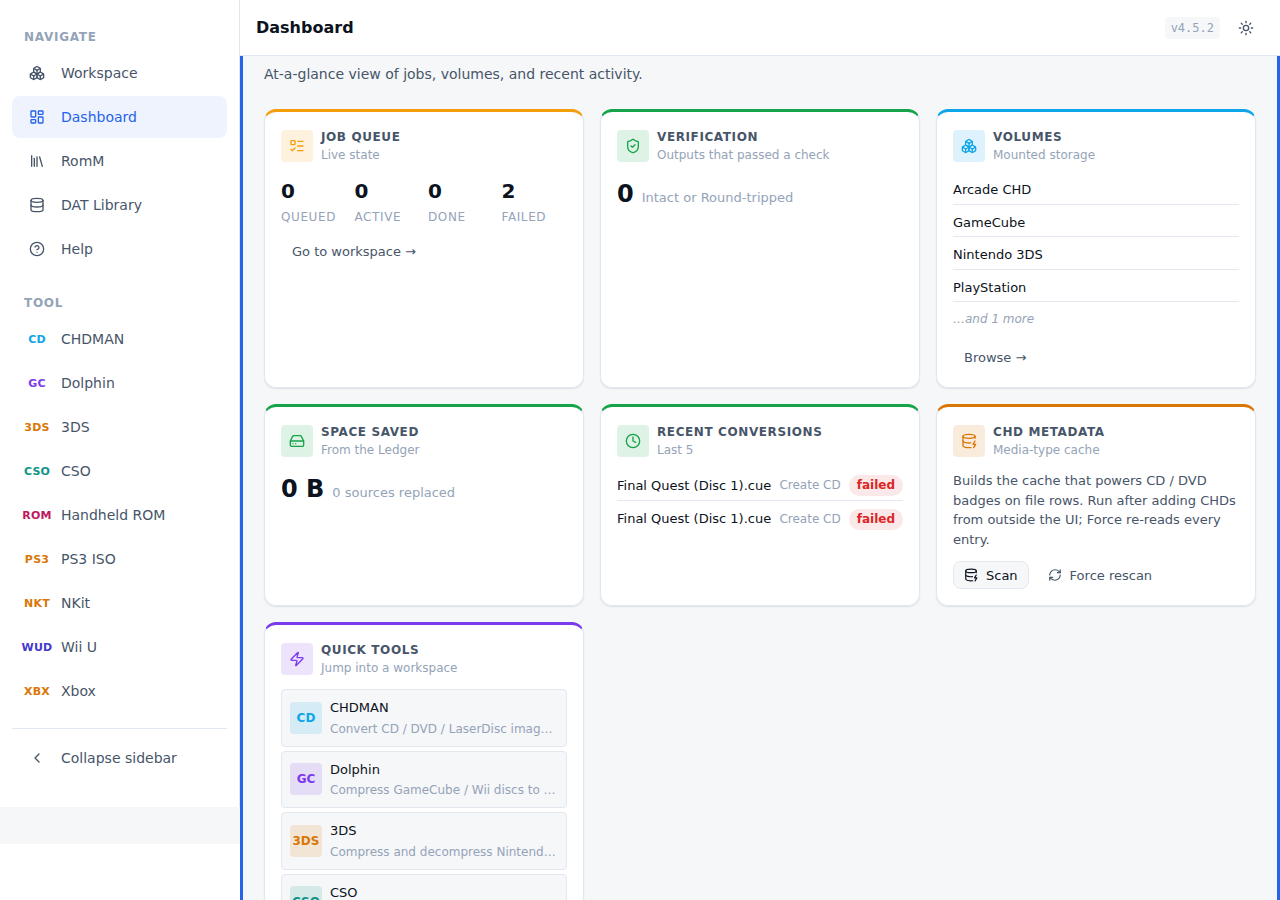 NAVIGATE
Workspace
Dashboard
RomM
DAT Library
Help
TOOL
CD CHDMAN
GC Dolphin
3DS 3DS
CSO CSO
ROM Handheld ROM
PS3 PS3 ISO
NKT NKit
WUD Wii U
XBX Xbox
Collapse sidebar
Dashboard
v4.5.2
At-a-glance view of jobs, volumes, and recent activity.
JOB QUEUE
Live state
0 0 0 2
QUEUED ACTIVE DONE FAILED
Go to workspace →
VERIFICATION
Outputs that passed a check
0 Intact or Round-tripped
VOLUMES
Mounted storage
Arcade CHD
GameCube
Nintendo 3DS
PlayStation
…and 1 more
Browse →
SPACE SAVED
From the Ledger
0 B 0 sources replaced
RECENT CONVERSIONS
Last 5
Final Quest (Disc 1).cue Create CD failed
Final Quest (Disc 1).cue Create CD failed
CHD METADATA
Media-type cache
Builds the cache that powers CD / DVD
badges on file rows. Run after adding CHDs
from outside the UI; Force re-reads every
entry.
Scan Force rescan
QUICK TOOLS
Jump into a workspace
CD CHDMAN
Convert CD / DVD / LaserDisc imag…
GC Dolphin
Compress GameCube / Wii discs to …
3DS 3DS
Compress and decompress Nintend…
CSO CSO